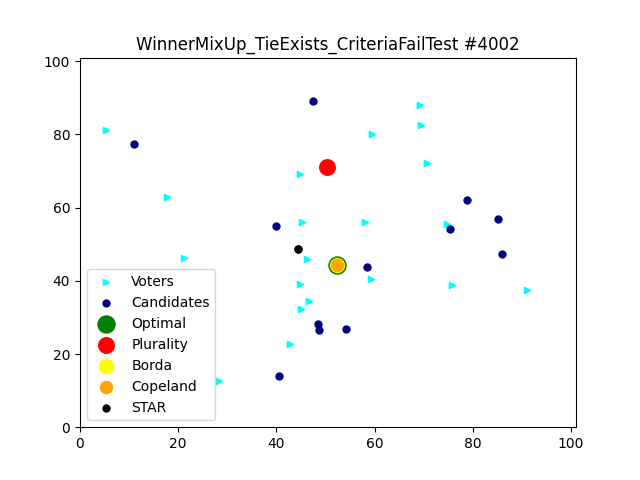 WinnerMixUp_TieExists_CriteriaFailTest #4002
100
80
60
40
20
0
Voters
Candidates
Optimal
Plurality
Borda
Copeland
STAR
0 20 40 60 80 100